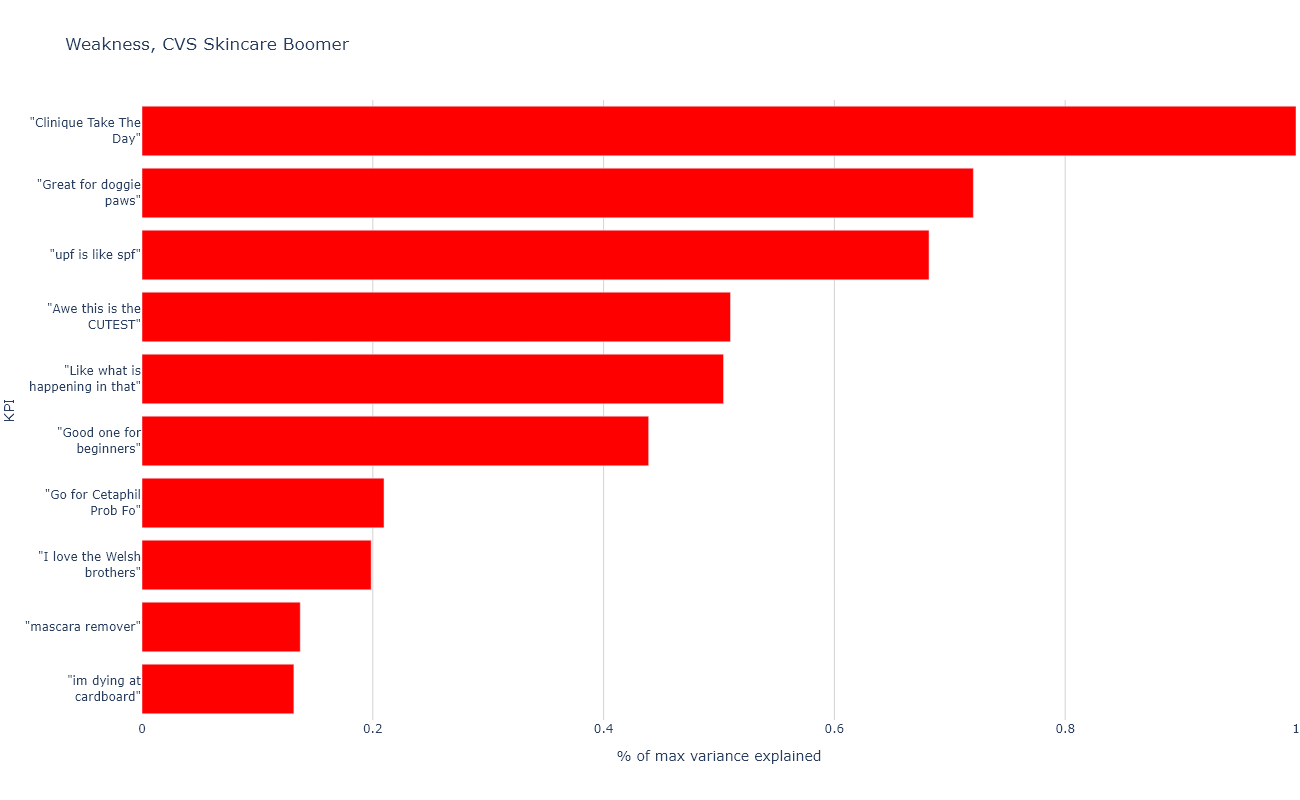 Weakness, CVS Skincare Boomer
"Clinique Take The
Day"
"Great for doggie
paws"
"upf is like spf"
"Awe this is the
CUTEST"
"Like what is
happening in that"
"Good one for
beginners"
"Go for Cetaphil
Prob Fo"
"I love the Welsh
brothers"
"mascara remover"
"im dying at
cardboard"
KPI
0 0.2 0.4 0.6 0.8 1
% of max variance explained